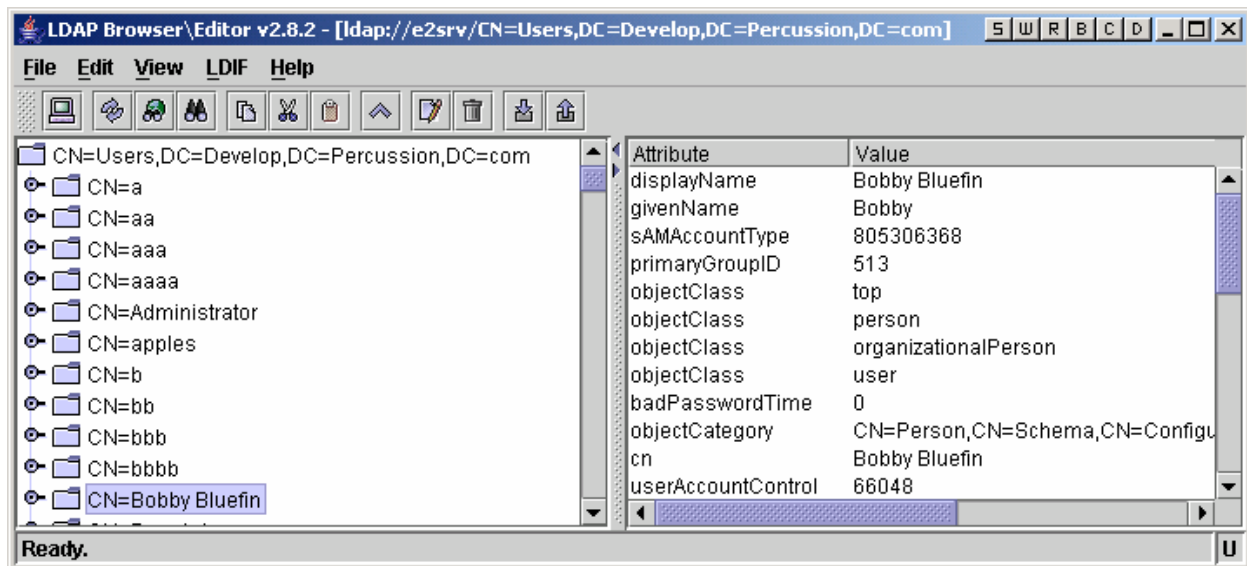 LDAP Browser\Editor v2.8.2 - [ldap://e2srv/CN=Users,DC=Develop,DC=Percussion,DC=com] S W R B C D
File Edit View LDIF Help
CN=Users,DC=Develop,DC=Percussion,DC=com
CN=a
CN=aa
CN=aaa
CN=aaaa
CN=Administrator
CN=apples
CN=b
CN=bb
CN=bbb
CN=bbbb
CN=Bobby Bluefin
Attribute Value
displayName Bobby Bluefin
givenName Bobby
sAMAccountType 805306368
primaryGroupID 513
objectClass top
objectClass person
objectClass organizationalPerson
objectClass user
badPasswordTime 0
objectCategory CN=Person,CN=Schema,CN=Configu
cn Bobby Bluefin
userAccountControl 66048
Ready. U